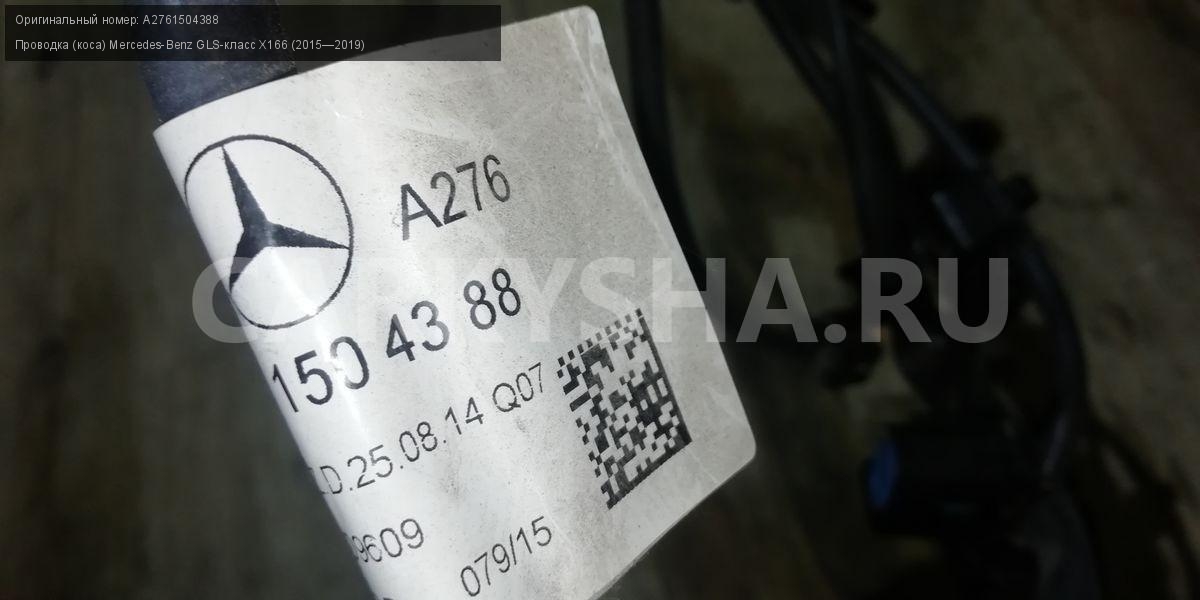 Оригинальный номер: A2761504388
Проводка (коса) Mercedes-Benz GLS-класс X166 (2015—2019)
A276
150 43 88
.D.25.08.14 Q07
9609
079/15